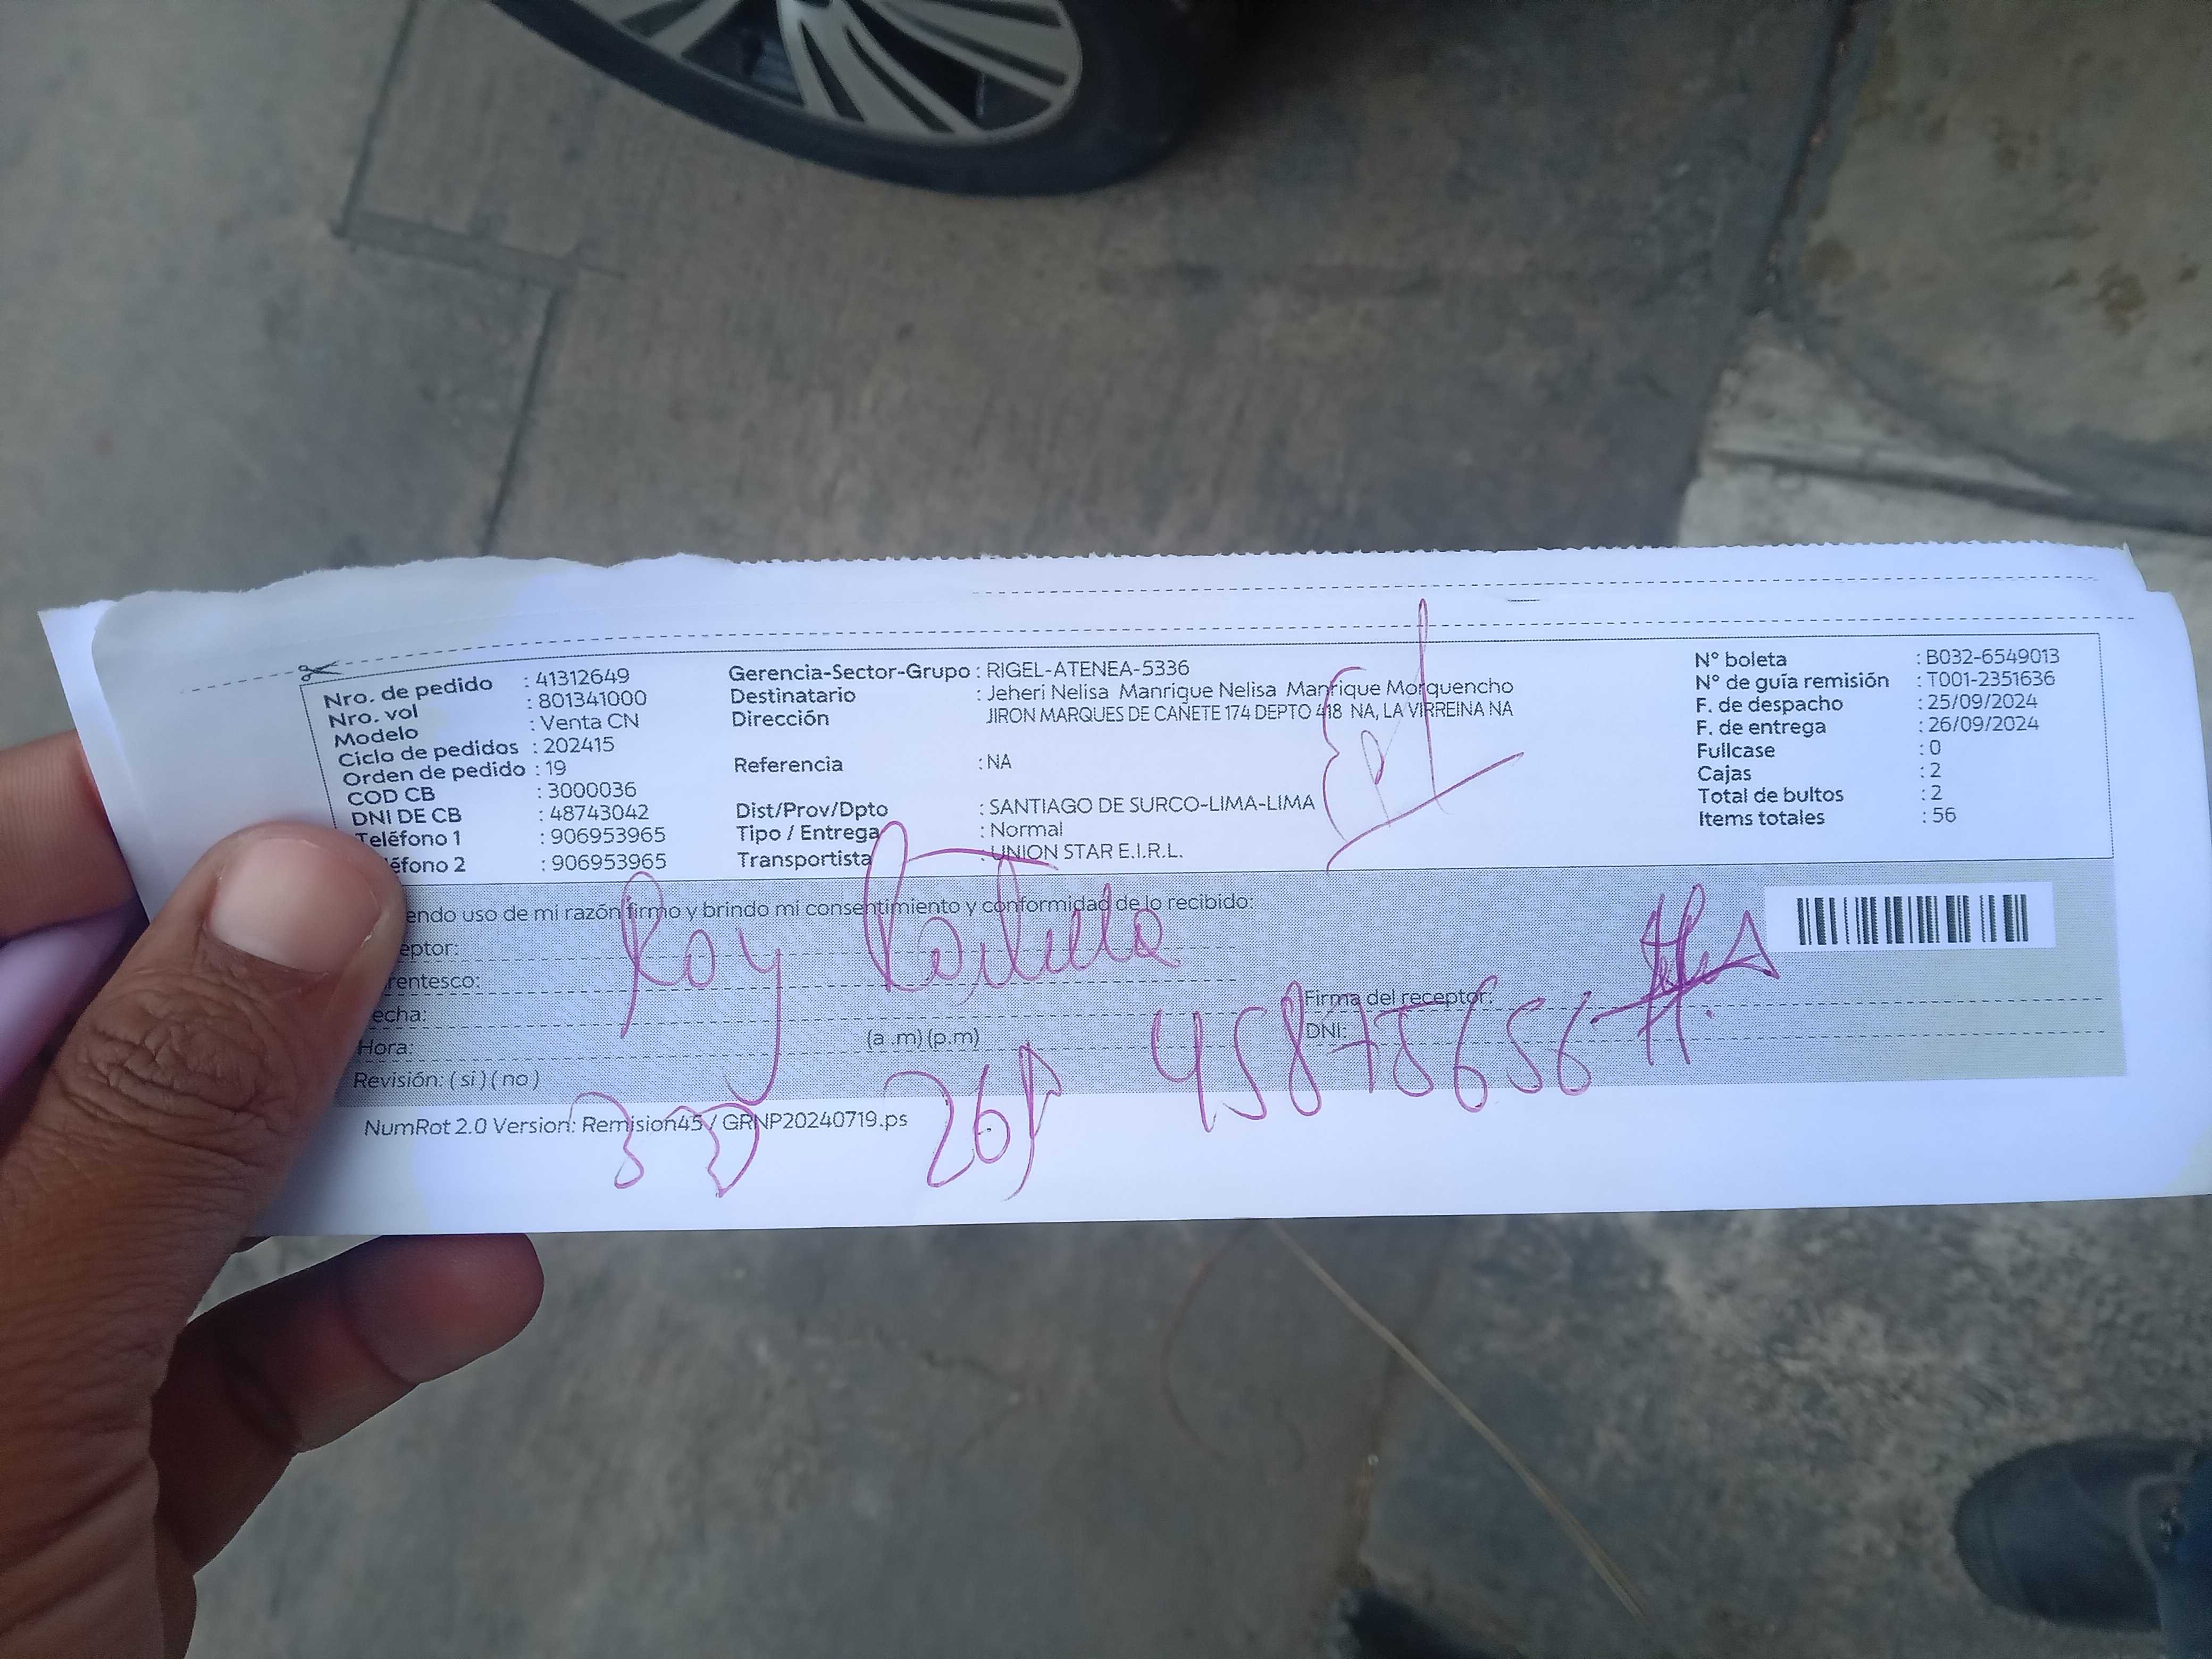 Nro. de pedido : 41312649
Nro. vol : 801341000
Modelo : Venta CN
Ciclo de pedidos : 202415
Orden de pedido : 19
COD CB : 3000036
DNI DE CB : 48743042
Teléfono 1 : 906953965
éfono 2 : 906953965
Gerencia-Sector-Grupo : RIGEL-ATENEA-5336
Destinatario : Jeheri Nelisa Manrique Nelisa Manrique Morquencho
Dirección JIRON MARQUES DE CAÑETE 174 DEPTO 418 NA, LA VIRREINA NA
Referencia : NA
Dist/Prov/Dpto : SANTIAGO DE SURCO-LIMA-LIMA
Tipo / Entrega : Normal
Transportista : UNION STAR E.I.R.L.
N° boleta : B032-6549013
N° de guía remisión : T001-2351636
F. de despacho : 25/09/2024
F. de entrega : 26/09/2024
Fullcase : 0
Cajas : 2
Total de bultos : 2
Items totales : 56
endo uso de mi razón firmo y brindo mi consentimiento y conformidad de lo recibido:
eptor: Roy
rentesco:
echa:
Hora: (a .m) (p.m)
Revisión: ( si ) ( no )
Firma del receptor:
DNI:
NumRot 2.0 Version: Remision45 / GRNP20240719.ps